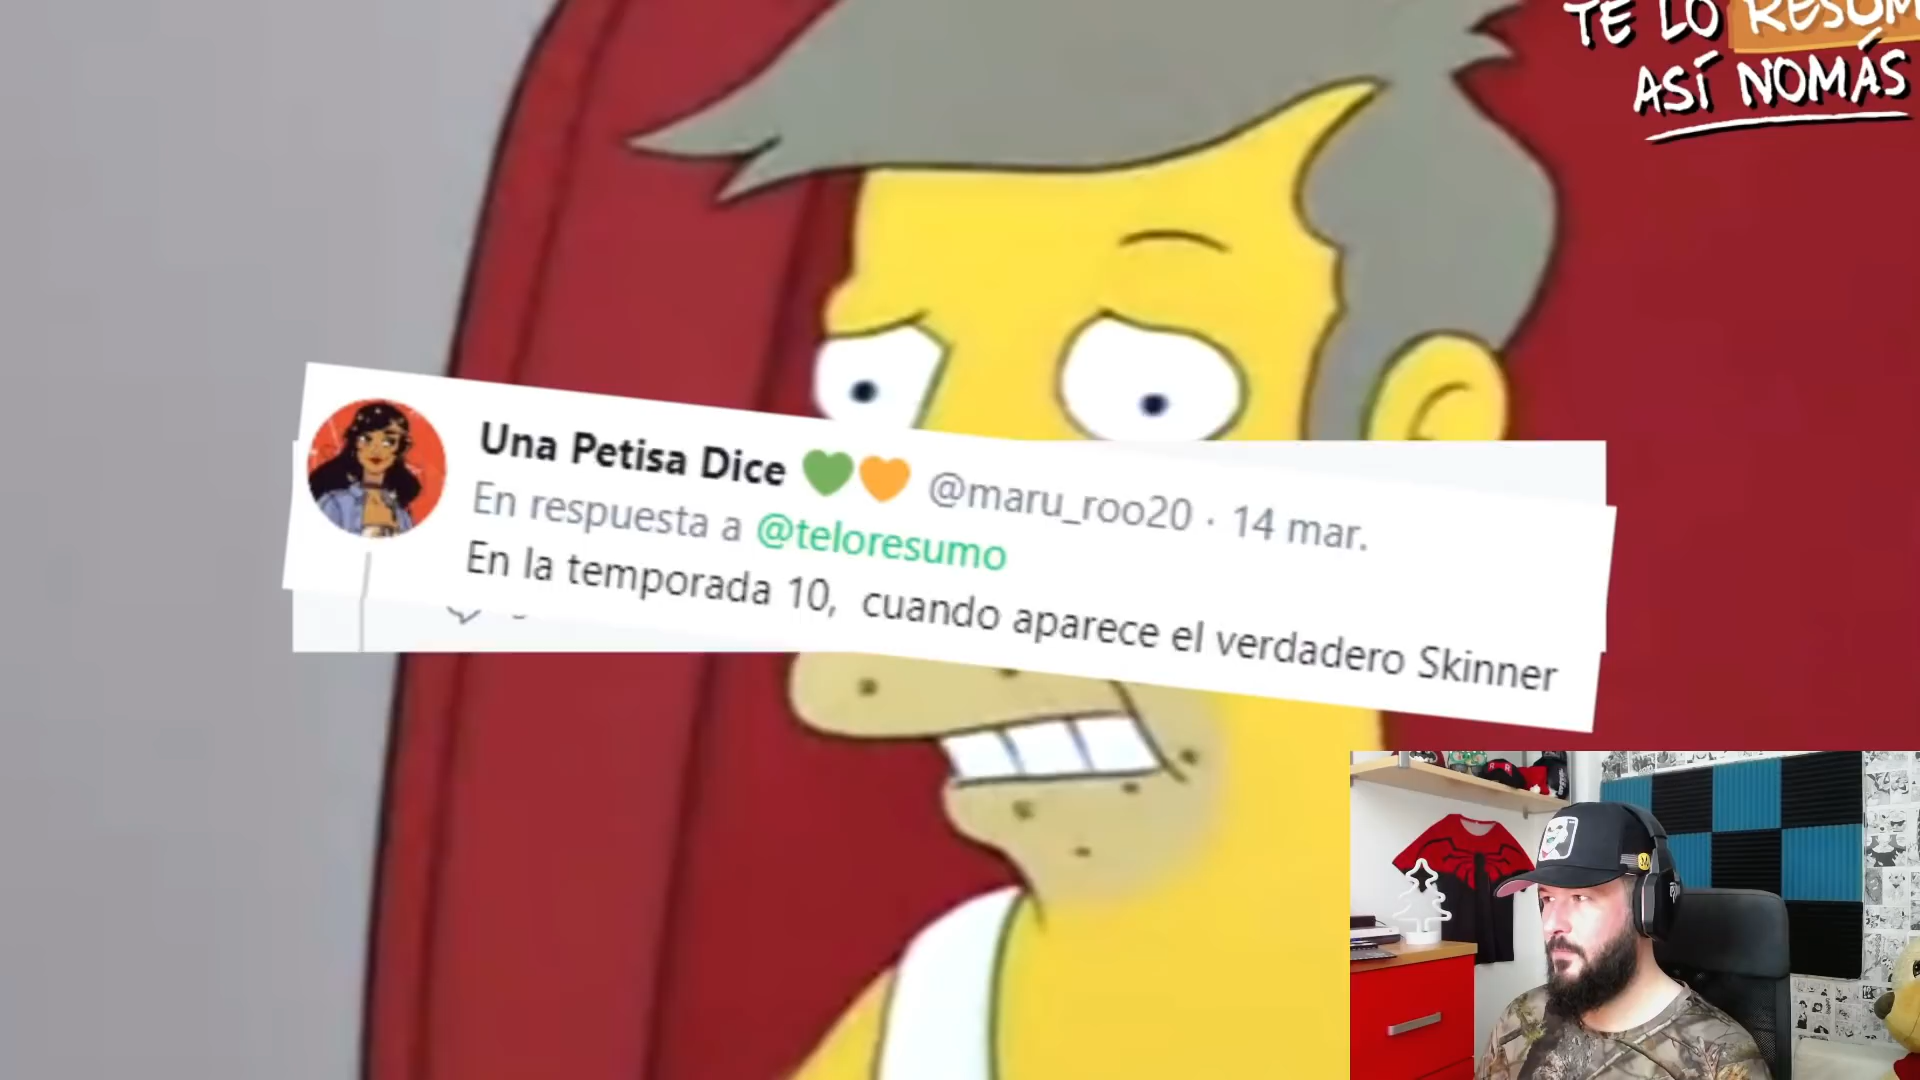 TE LO RESUM
ASÍ NOMÁS
Una Petisa Dice 💚🧡 @maru_roo20 · 14 mar.
En respuesta a @teloresumo
En la temporada 10, cuando aparece el verdadero Skinner